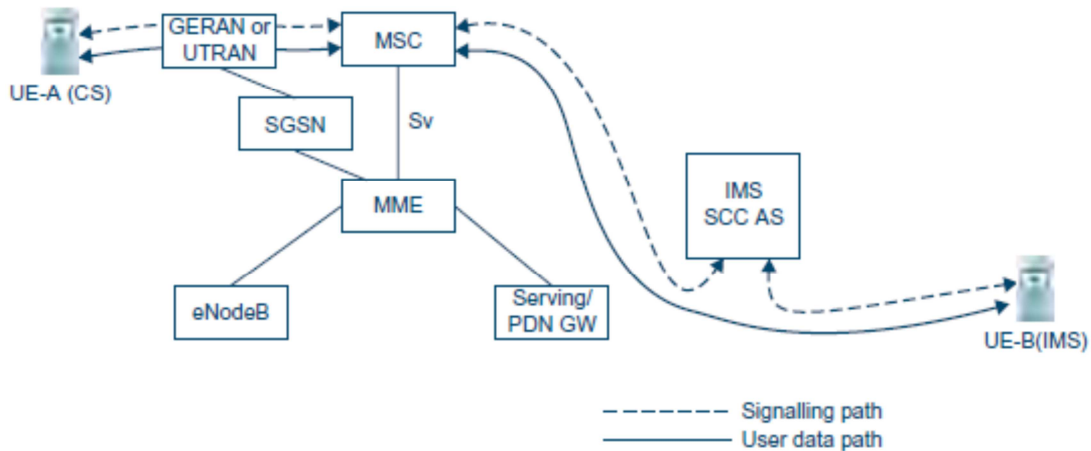 GERAN or
UTRAN
MSC
UE-A (CS)
SGSN
Sv
MME
IMS
SCC AS
eNodeB
Serving/
PDN GW
UE-B(IMS)
Signalling path
User data path